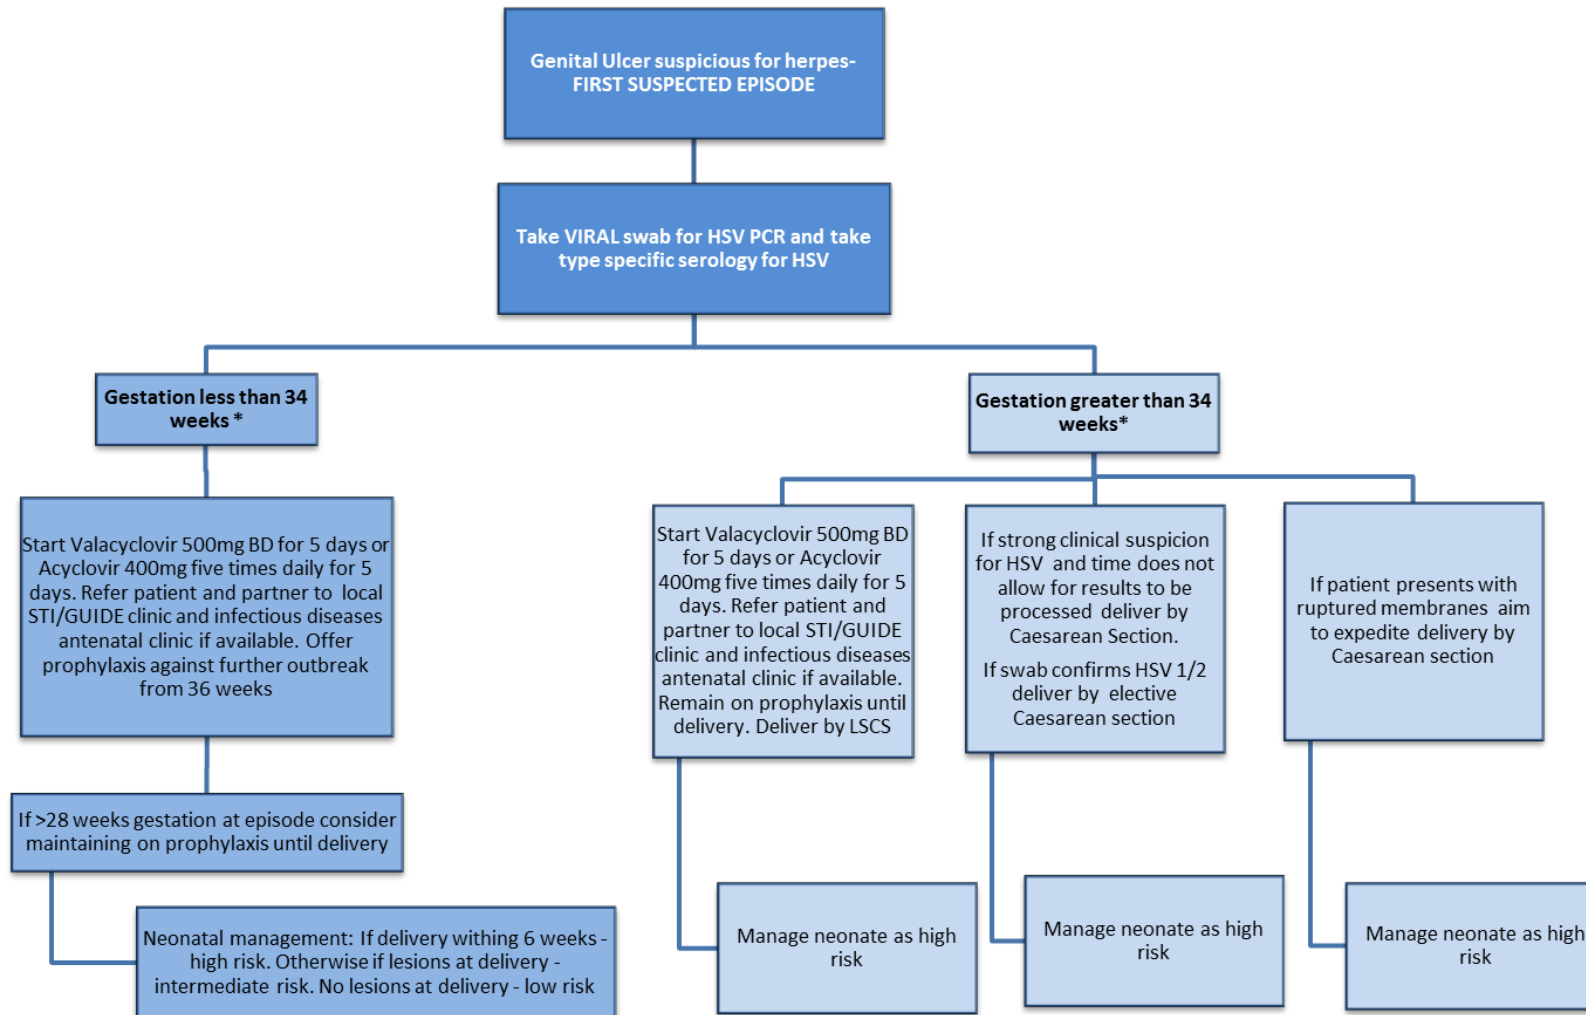 Genital Ulcer suspicious for herpes-
FIRST SUSPECTED EPISODE
Take VIRAL swab for HSV PCR and take
type specific serology for HSV
Gestation less than 34
weeks *
Start Valacyclovir 500mg BD for 5 days or
Acyclovir 400mg five times daily for 5
days. Refer patient and partner to local
STI/GUIDE clinic and infectious diseases
antenatal clinic if available. Offer
prophylaxis against further outbreak
from 36 weeks
If >28 weeks gestation at episode consider
maintaining on prophylaxis until delivery
Neonatal management: If delivery withing 6 weeks -
high risk. Otherwise if lesions at delivery -
intermediate risk. No lesions at delivery - low risk
Gestation greater than 34
weeks*
Start Valacyclovir 500mg BD
for 5 days or Acyclovir
400mg five times daily for 5
days. Refer patient and
partner to local STI/GUIDE
clinic and infectious diseases
antenatal clinic if available.
Remain on prophylaxis until
delivery. Deliver by LSCS
Manage neonate as high
risk
If strong clinical suspicion
for HSV and time does not
allow for results to be
processed deliver by
Caesarean Section.
If swab confirms HSV 1/2
deliver by elective
Caesarean section
Manage neonate as high
risk
If patient presents with
ruptured membranes aim
to expedite delivery by
Caesarean section
Manage neonate as high
risk